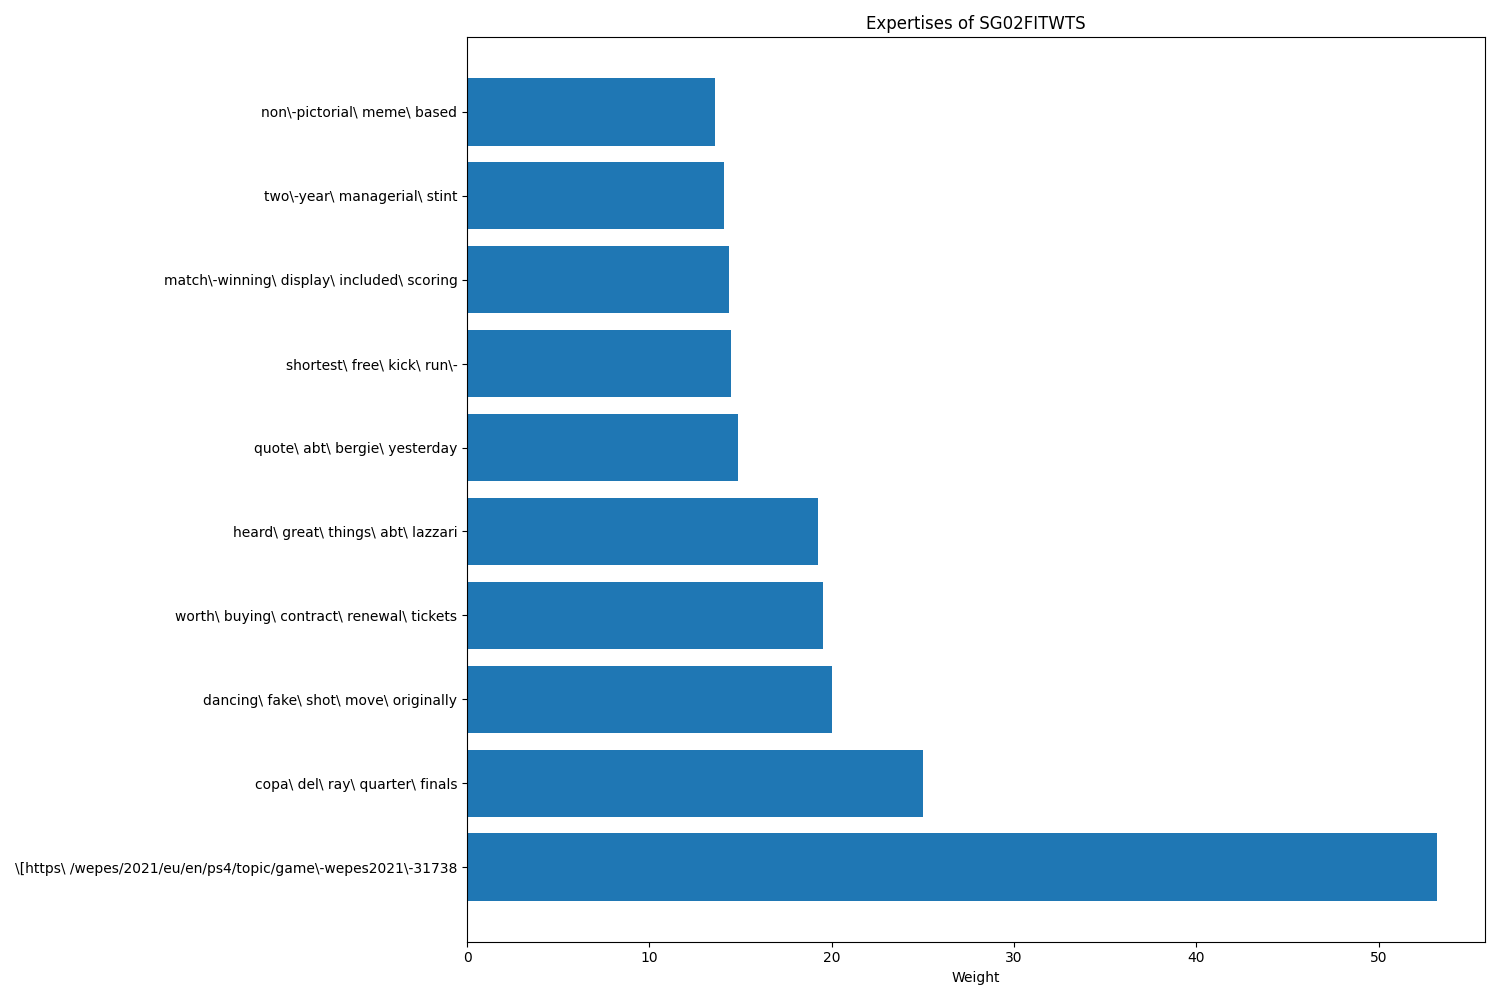 Expertises of SG02FITWTS
non\-pictorial\ meme\ based
two\-year\ managerial\ stint
match\-winning\ display\ included\ scoring
shortest\ free\ kick\ run\-
quote\ abt\ bergie\ yesterday
heard\ great\ things\ abt\ lazzari
worth\ buying\ contract\ renewal\ tickets
dancing\ fake\ shot\ move\ originally
copa\ del\ ray\ quarter\ finals
\[https\ /wepes/2021/eu/en/ps4/topic/game\-wepes2021\-31738
0 10 20 30 40 50
Weight